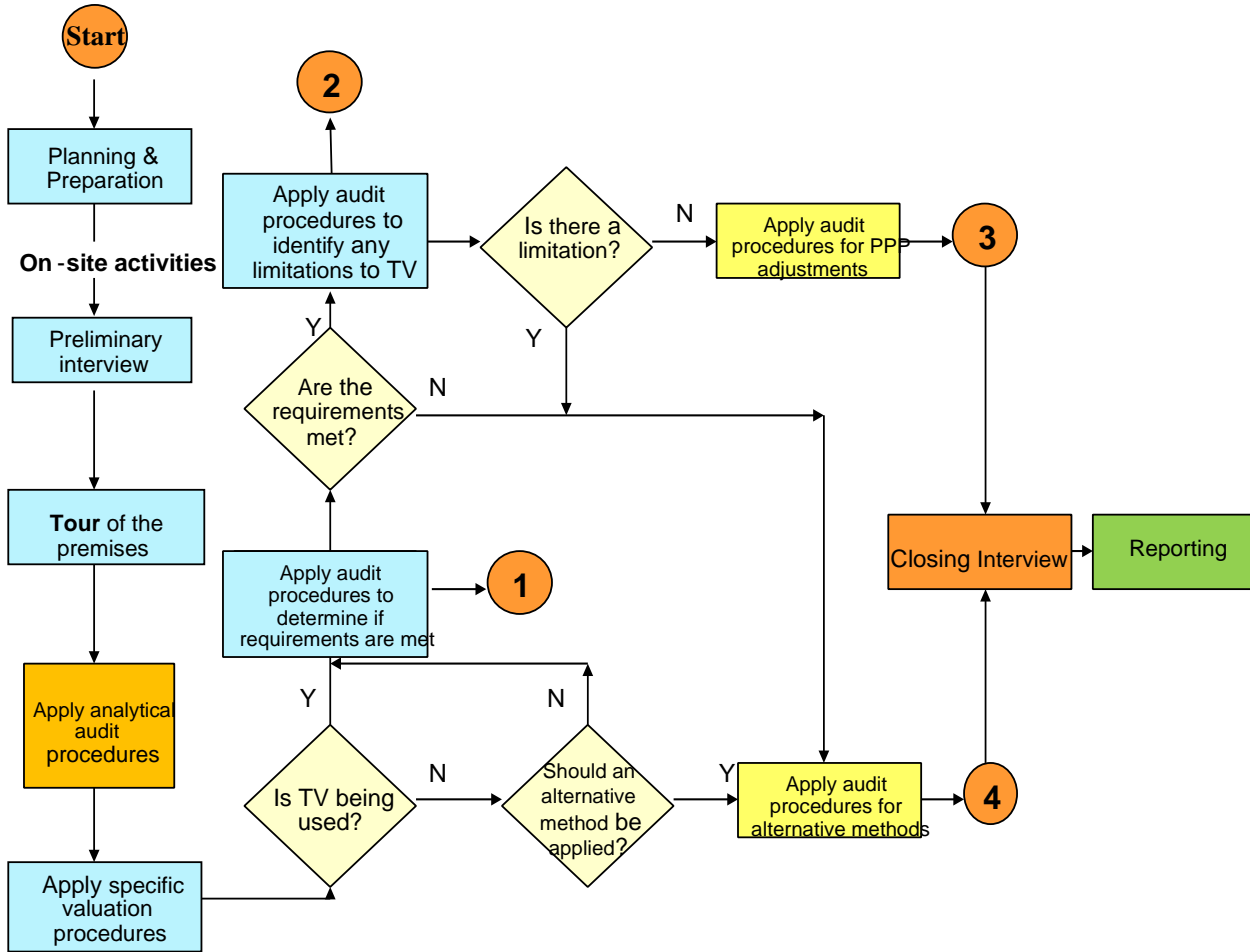 Start
Planning &
Preparation
On -site activities
Preliminary
interview
Tour of the
premises
Apply analytical
audit
procedures
Apply specific
valuation
procedures
2
Apply audit
procedures to
identify any
limitations to TV
Is there a
limitation?
N
Y
Apply audit
procedures for PPP
adjustments
3
Y
Are the
requirements
met?
N
Apply audit
procedures to
determine if
requirements are met
1
Closing Interview
Reporting
Y
Is TV being
used?
N
N
Should an
alternative
method be
applied?
Y
Apply audit
procedures for
alternative methods
4